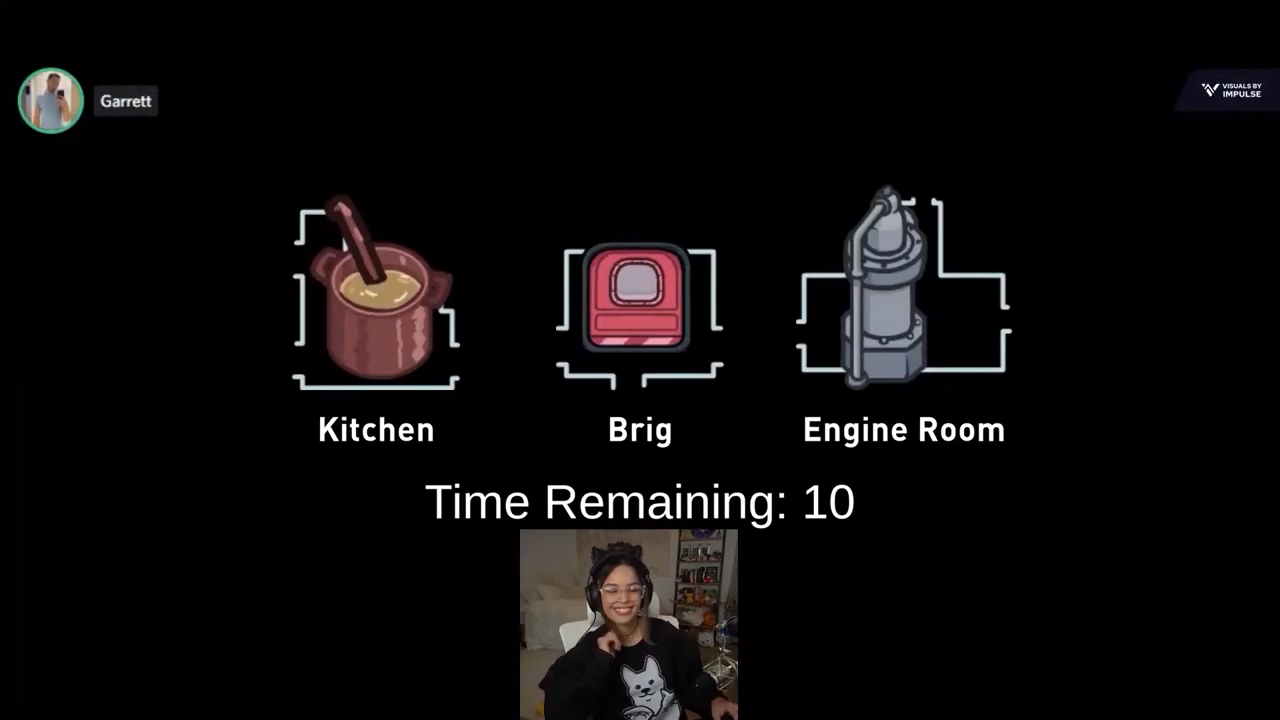 Garrett
VISUALS BY
IMPULSE
Kitchen
Brig
Engine Room
Time Remaining: 10